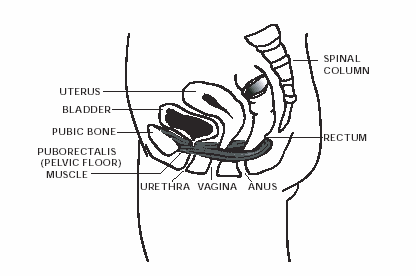 SPINAL
COLUMN
UTERUS
BLADDER
PUBIC BONE
RECTUM
PUBORECTALIS
(PELVIC FLOOR)
MUSCLE
URETHRA VAGINA ANUS